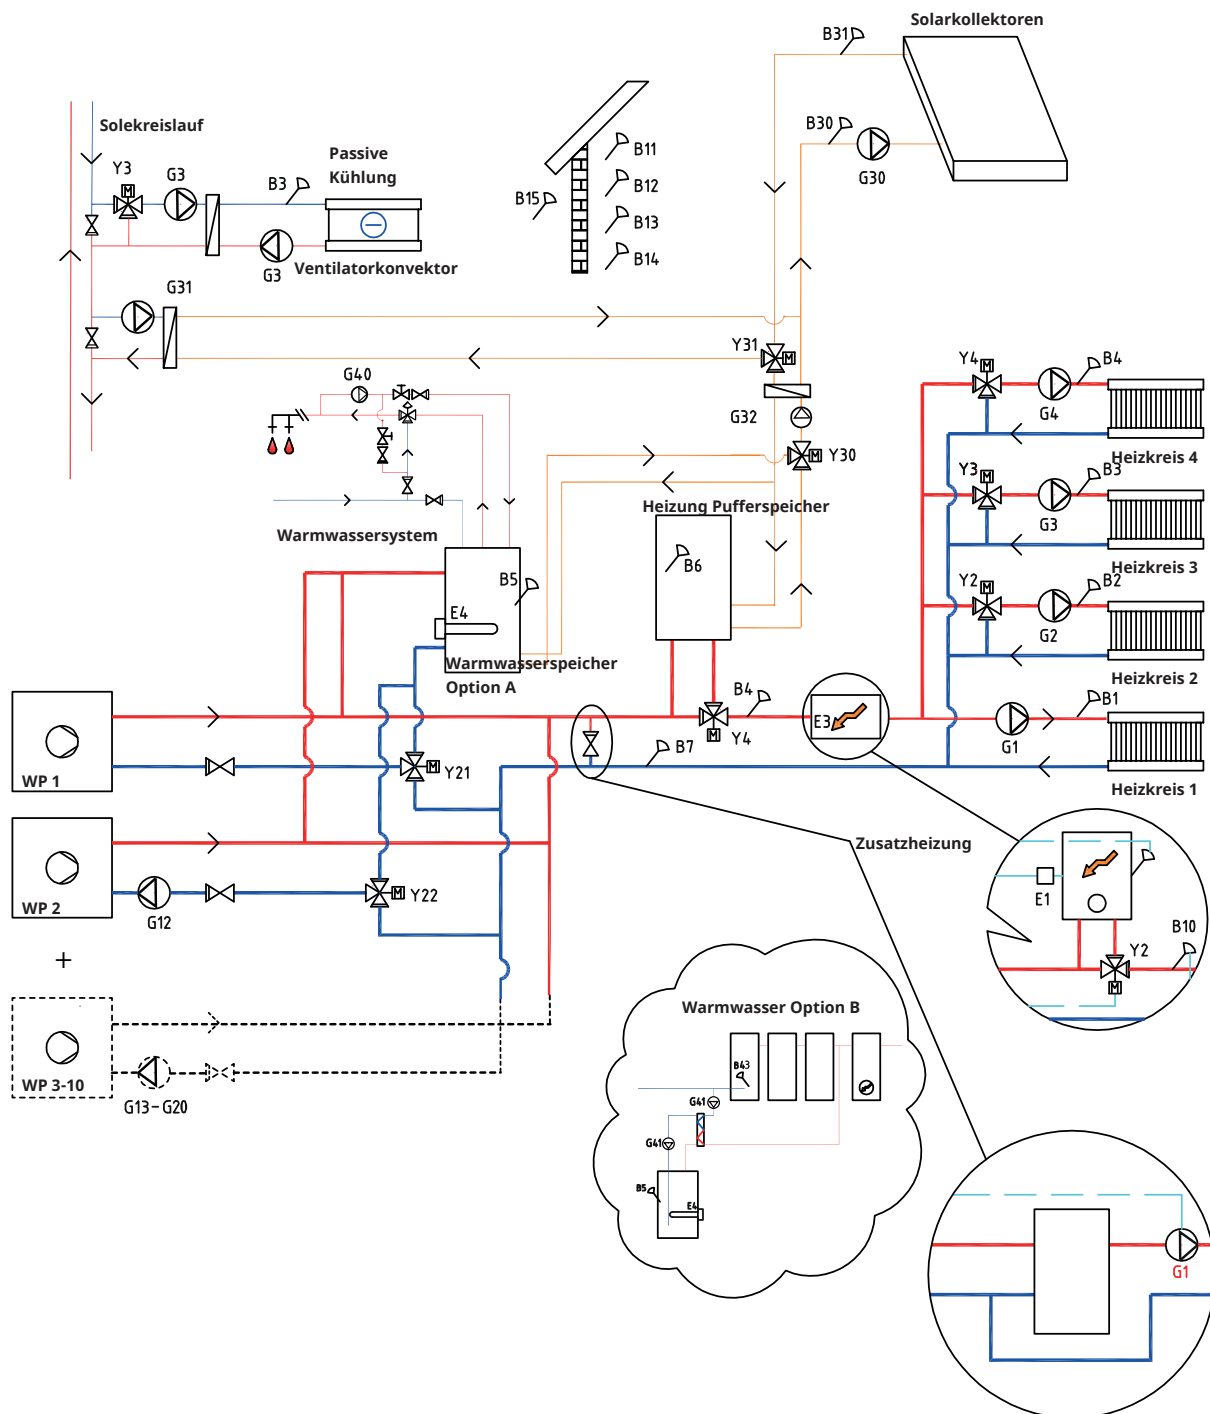 Solarkollektoren
B31
Solekreislauf
B30
G30
Y3
G3
B3
Passive
Kühlung
B11
B12
B15
B13
B14
G3
Ventilatorkonvektor
G31
Y31
G40
G32
Y30
Y4
B4
G4
Heizkreis 4
Y3
B3
G3
Heizkreis 3
Heizung Pufferspeicher
Warmwassersystem
B6
B5
E4
Y2
B2
G2
Heizkreis 2
Warmwasserspeicher
Option A
B4
E3
Y4
B7
B1
G1
Heizkreis 1
WP 1
Y21
Zusatzheizung
WP 2
G12
Y22
E1
B10
Y2
+
Warmwasser Option B
WP 3-10
G13-G20
B43
G41
G41
B5
E4
G1
M
M
M
M
M
M
M
M
M
M